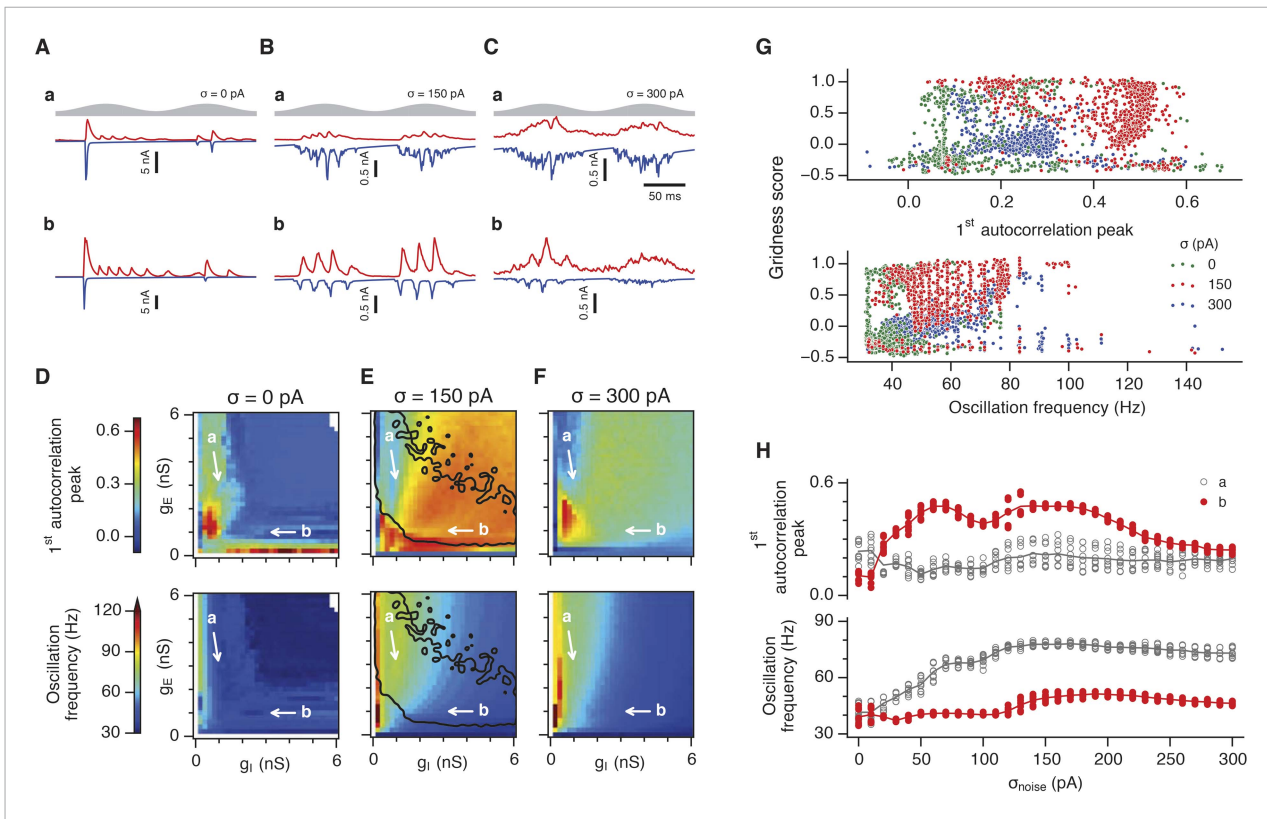 A
B
C
G
a
σ = 0 pA
a
σ = 150 pA
a
σ = 300 pA
5 nA
0.5 nA
0.5 nA
50 ms
b
b
b
5 nA
0.5 nA
0.5 nA
Gridness score
1.0
0.5
0.0
−0.5
0.0
0.2
0.4
0.6
1st autocorrelation peak
σ (pA)
0
150
300
1.0
0.5
0.0
−0.5
40
60
80
100
120
140
Oscillation frequency (Hz)
D
E
F
σ = 0 pA
σ = 150 pA
σ = 300 pA
1st autocorrelation
peak
0.6
0.3
0.0
gE (nS)
6
0
a
b
a
b
a
b
Oscillation
frequency (Hz)
120
90
60
30
gE (nS)
6
0
a
b
a
b
a
b
0
6
0
6
0
6
gI (nS)
gI (nS)
gI (nS)
H
1st
autocorrelation
peak
0.6
0.0
a
b
Oscillation
frequency (Hz)
90
60
30
0
50
100
150
200
250
300
σnoise (pA)